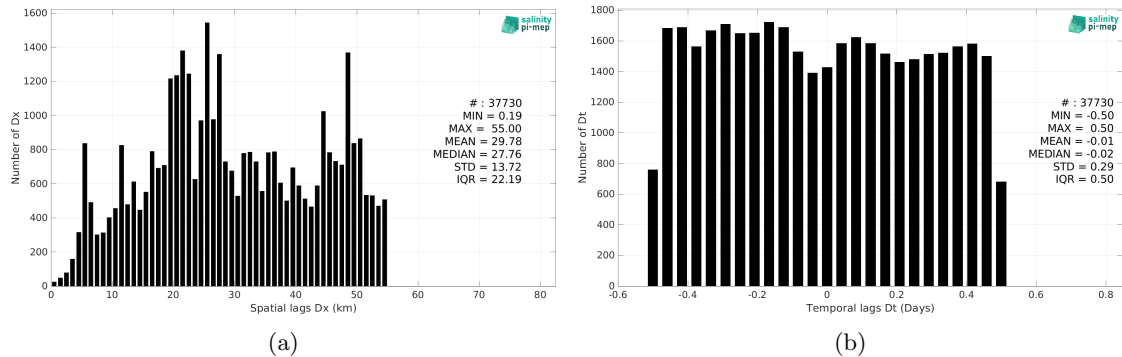 1600
1400
1200
1000
800
600
400
200
0
Number of Dx
salinity
pi-mep
# : 37730
MIN = 0.19
MAX = 55.00
MEAN = 29.78
MEDIAN = 27.76
STD = 13.72
IQR = 22.19
0 10 20 30 40 50 60 70 80
Spatial lags Dx (km)
(a)
1800
1600
1400
1200
1000
800
600
400
200
0
Number of Dt
salinity
pi-mep
# : 37730
MIN = -0.50
MAX = 0.50
MEAN = -0.01
MEDIAN = -0.02
STD = 0.29
IQR = 0.50
-0.6 -0.4 -0.2 0 0.2 0.4 0.6 0.8
Temporal lags Dt (Days)
(b)